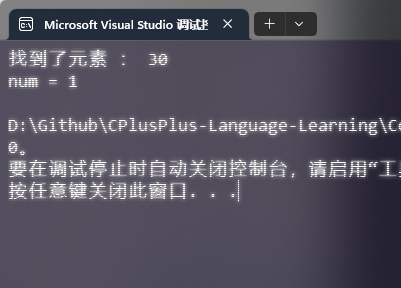 Microsoft Visual Studio 调试
找到了元素 ： 30
num = 1
D:\Github\CPlusPlus-Language-Learning\C
0。
要在调试停止时自动关闭控制台，请启用“工
按任意键关闭此窗口. . .